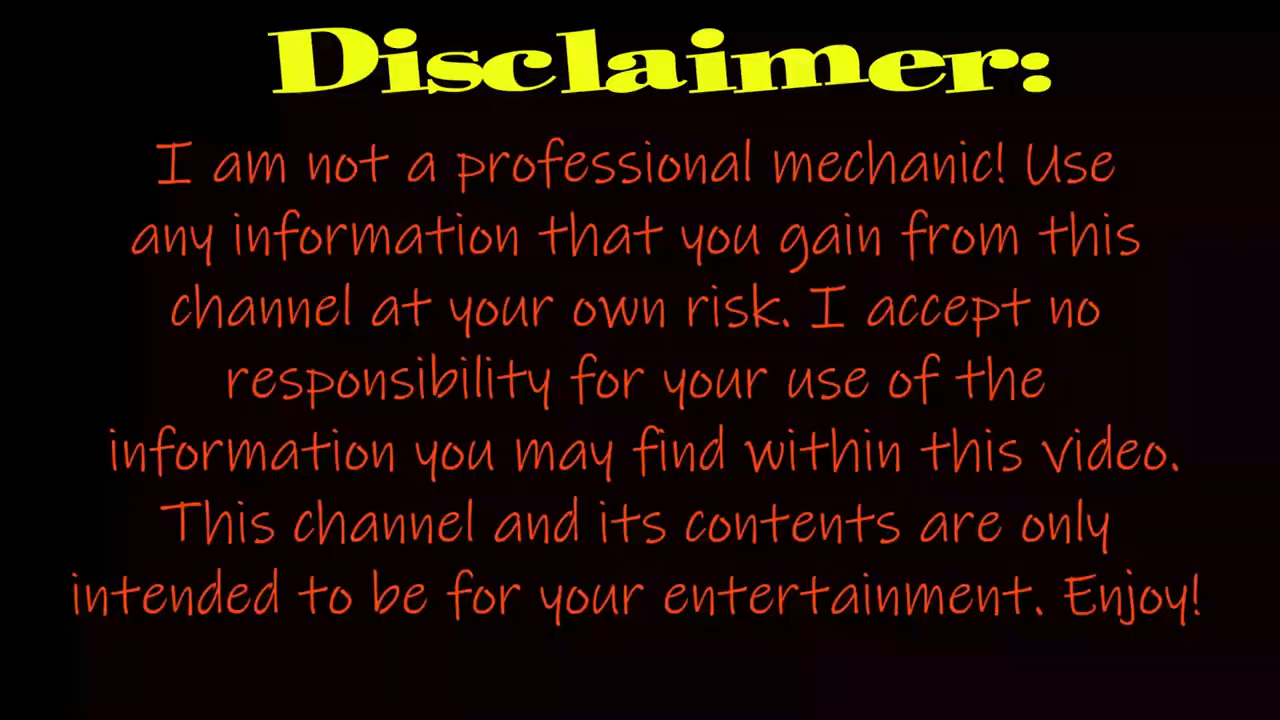 Disclaimer:
I am not a professional mechanic! Use
any information that you gain from this
channel at your own risk. I accept no
responsibility for your use of the
information you may find within this video.
This channel and its contents are only
intended to be for your entertainment. Enjoy!